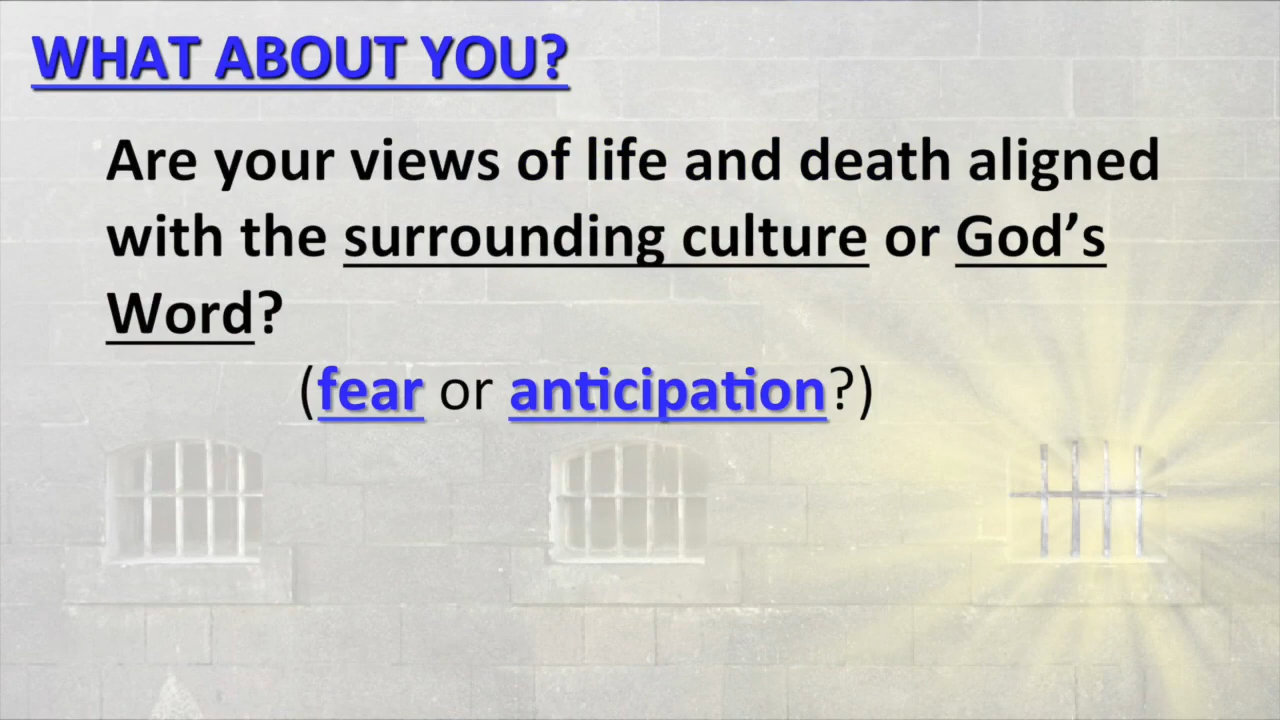 WHAT ABOUT YOU?
Are your views of life and death aligned
with the surrounding culture or God’s
Word?
(fear or anticipation?)